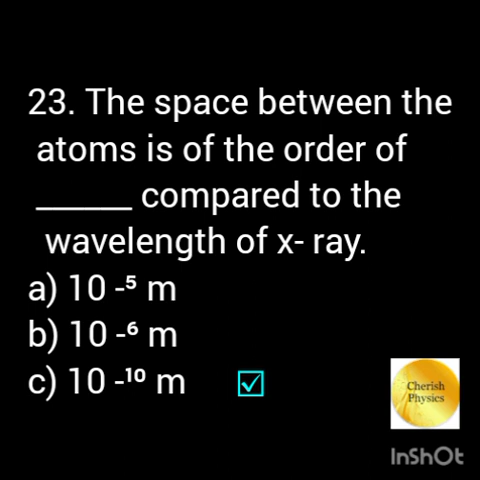 23. The space between the
atoms is of the order of
______ compared to the
wavelength of x- ray.
a) 10 -⁵ m
b) 10 -⁶ m
c) 10 -¹⁰ m ☑
Cherish
Physics
InShOt